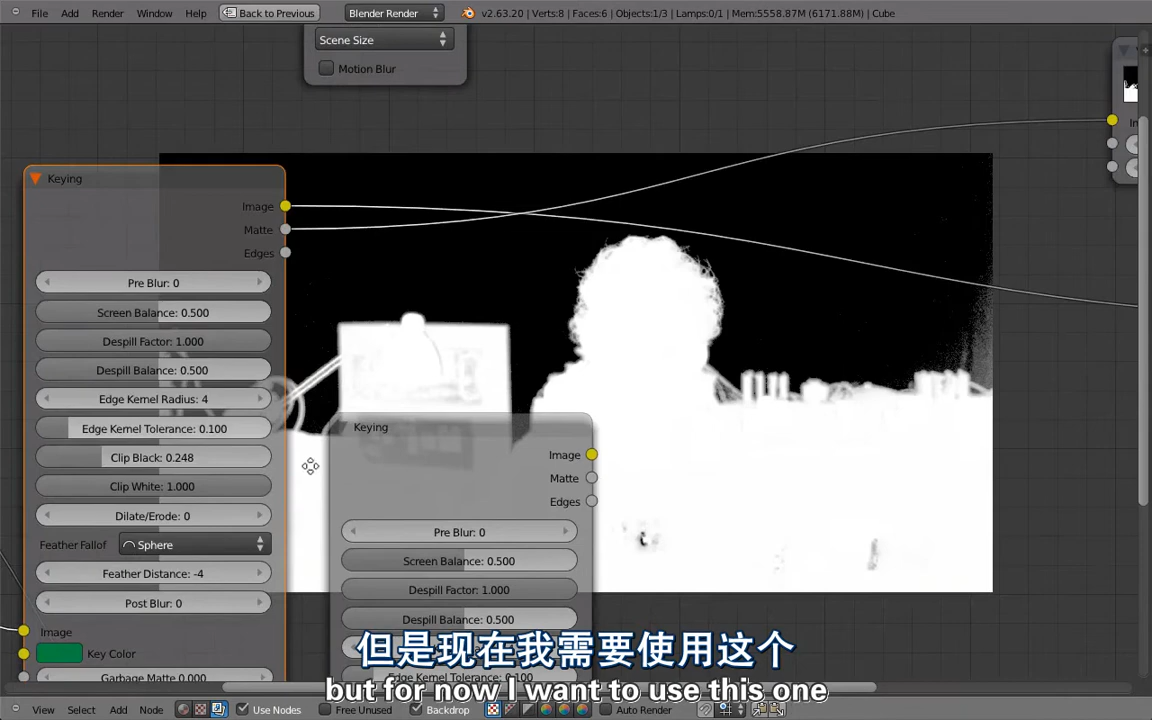 File Add Render Window Help Back to Previous Blender Render v2.63.20 | Verts:8 | Faces:6 | Objects:1/3 | Lamps:0/1 | Mem:5558.87M (6171.88M) | Cube
Scene Size
Motion Blur
Keying
Image
Matte
Edges
Pre Blur: 0
Screen Balance: 0.500
Despill Factor: 1.000
Despill Balance: 0.500
Edge Kernel Radius: 4
Edge Kernel Tolerance: 0.100
Clip Black: 0.248
Clip White: 1.000
Dilate/Erode: 0
Feather Fallof Sphere
Feather Distance: -4
Post Blur: 0
Image
Key Color
Garbage Matte 0.000
Keying
Image
Matte
Edges
Pre Blur: 0
Screen Balance: 0.500
Despill Factor: 1.000
Despill Balance: 0.500
但是现在我需要使用这个
but for now I want to use this one
View Select Add Node Use Nodes Free Unused Backdrop Auto Render